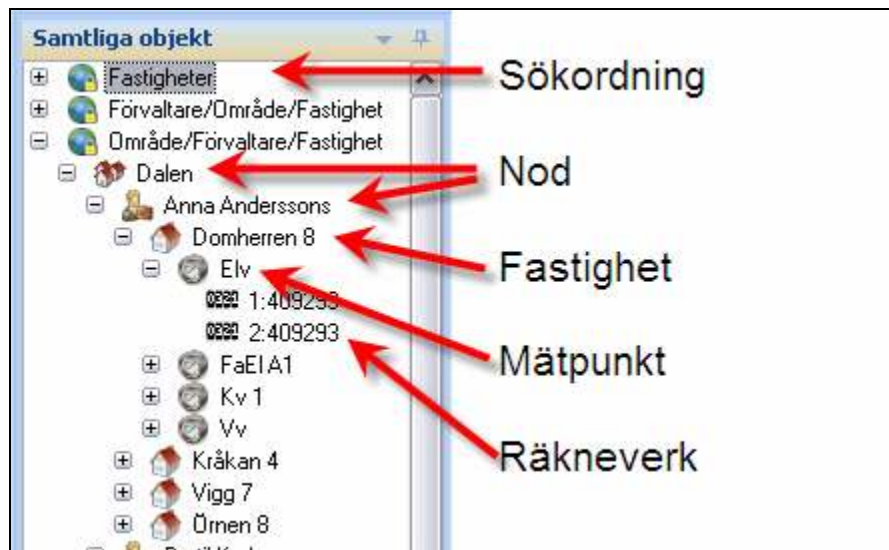 Samtliga objekt
Fastigheter
Förvaltare/Område/Fastighet
Område/Förvaltare/Fastighet
Dalen
Anna Anderssons
Domherren 8
Elv
1:409293
2:409293
FaEl A1
Kv 1
Vv
Kråkan 4
Vigg 7
Örnen 8
Sökordning
Nod
Fastighet
Mätpunkt
Räkneverk